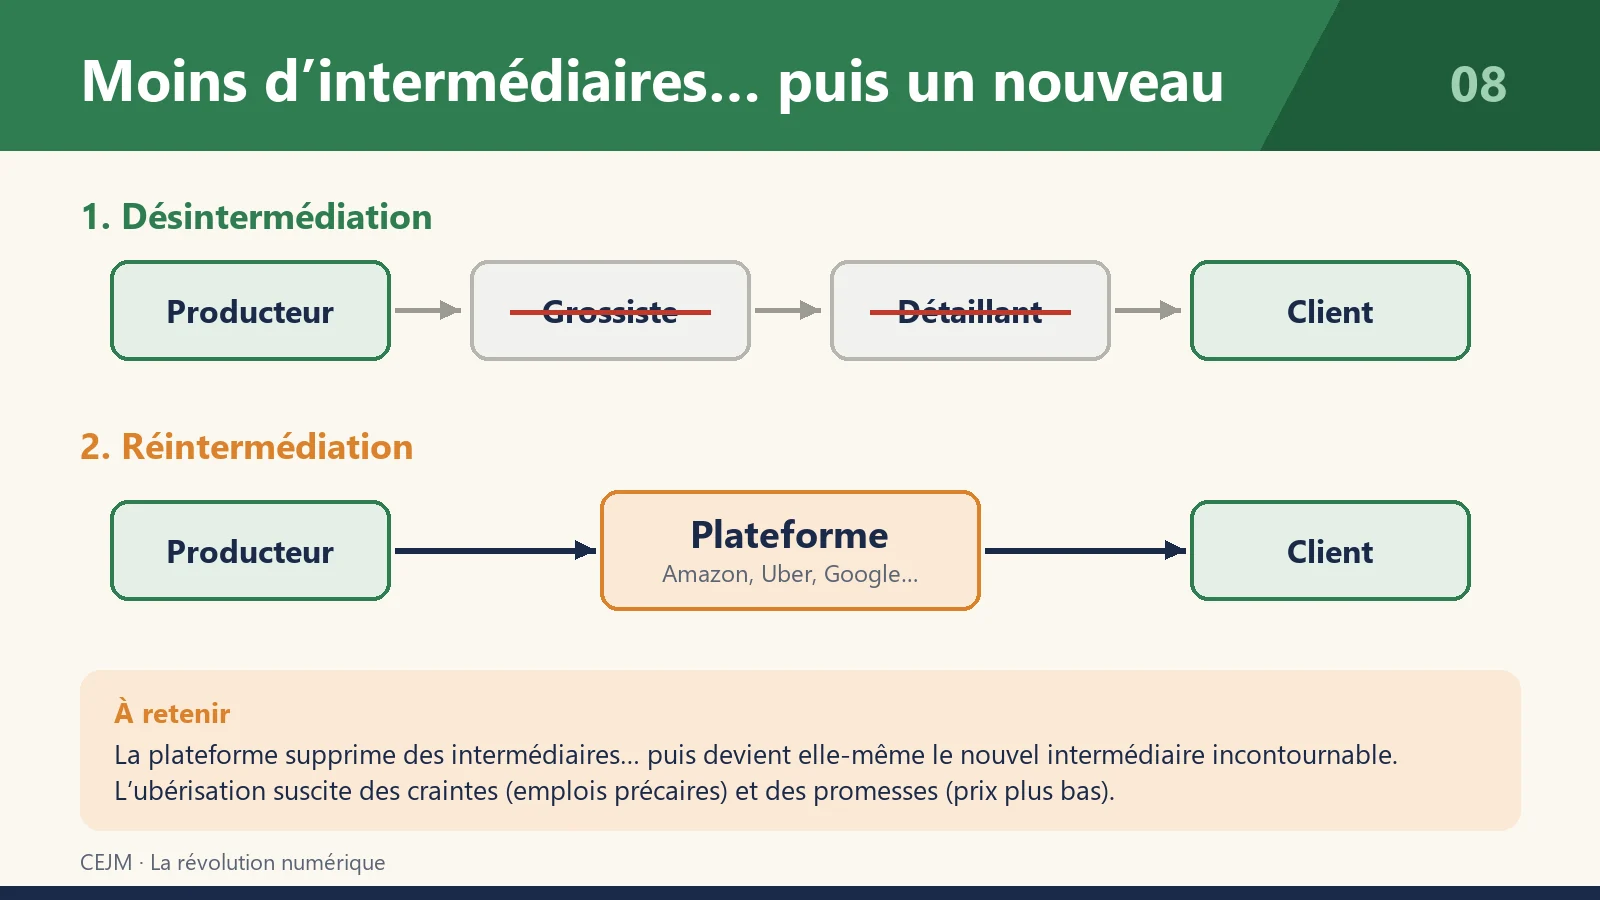 Moins d’intermédiaires… puis un nouveau
08
1. Désintermédiation
Producteur
Grossiste
Détaillant
Client
2. Réintermédiation
Producteur
Plateforme
Amazon, Uber, Google…
Client
À retenir
La plateforme supprime des intermédiaires… puis devient elle-même le nouvel intermédiaire incontournable.
L’ubérisation suscite des craintes (emplois précaires) et des promesses (prix plus bas).
CEJM · La révolution numérique